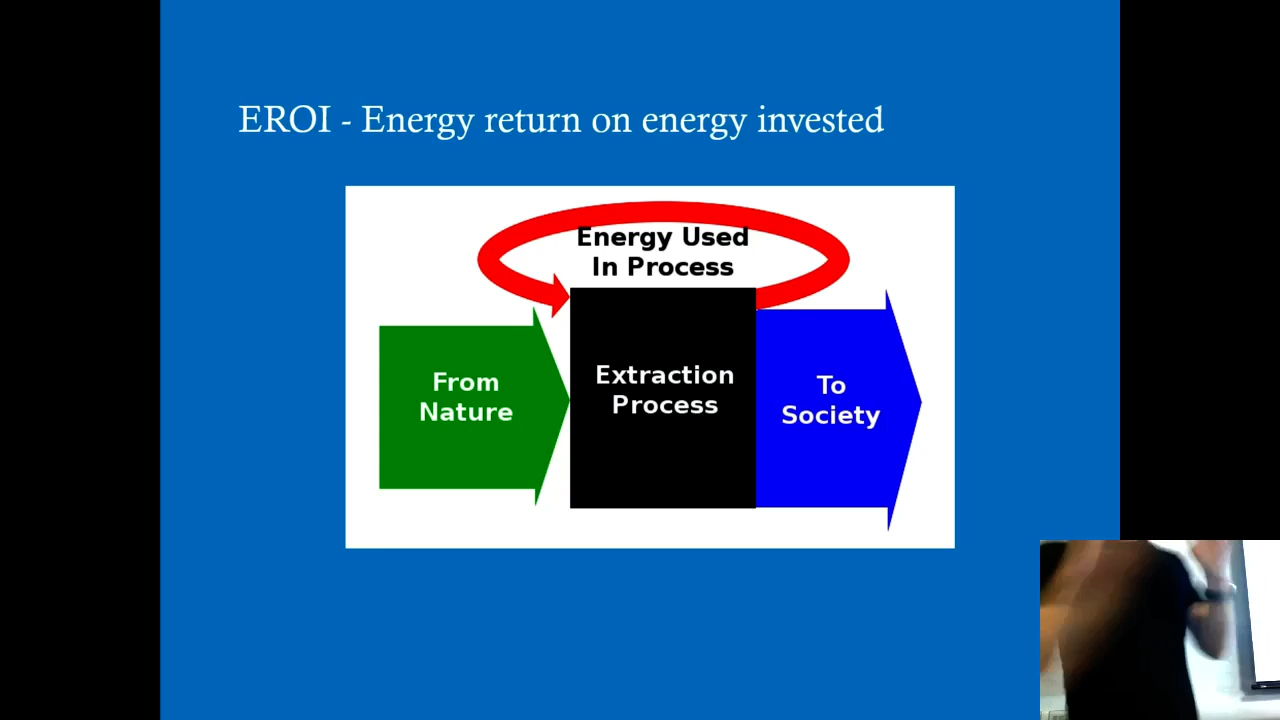 EROI - Energy return on energy invested
Energy Used
In Process
From
Nature
Extraction
Process
To
Society